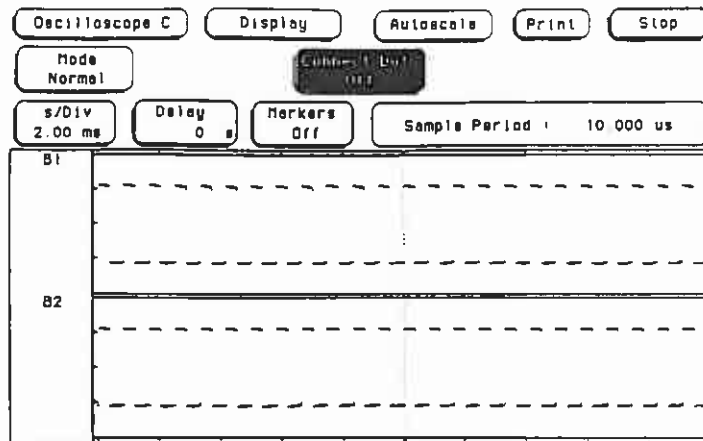 Oscilloscope C Display Autoscale Print Stop
Mode
Normal
Off
s/Div
2.00 ms
Delay
0 s
Markers
Off
Sample Period : 10.000 us
B1
B2